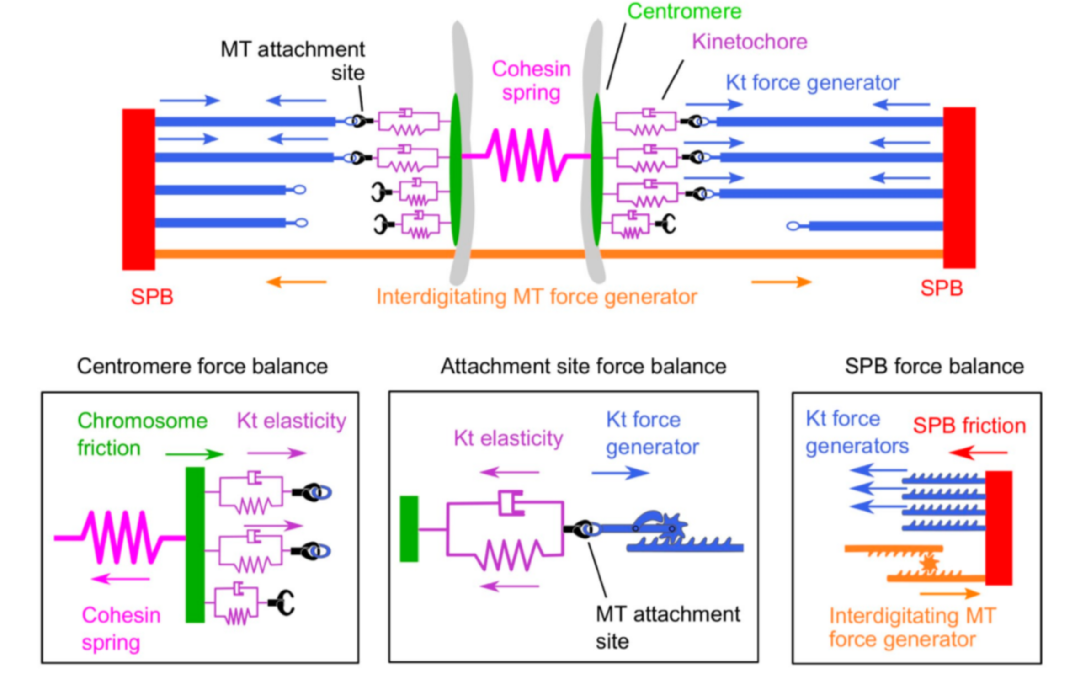 Centromere
MT attachment
site
Kinetochore
Cohesin
spring
Kt force generator
SPB
Interdigitating MT force generator
SPB
Centromere force balance
Attachment site force balance
SPB force balance
Chromosome
friction
Kt elasticity
Cohesin
spring
Kt elasticity
Kt force
generator
MT attachment
site
Kt force
generators
SPB friction
Interdigitating MT
force generator